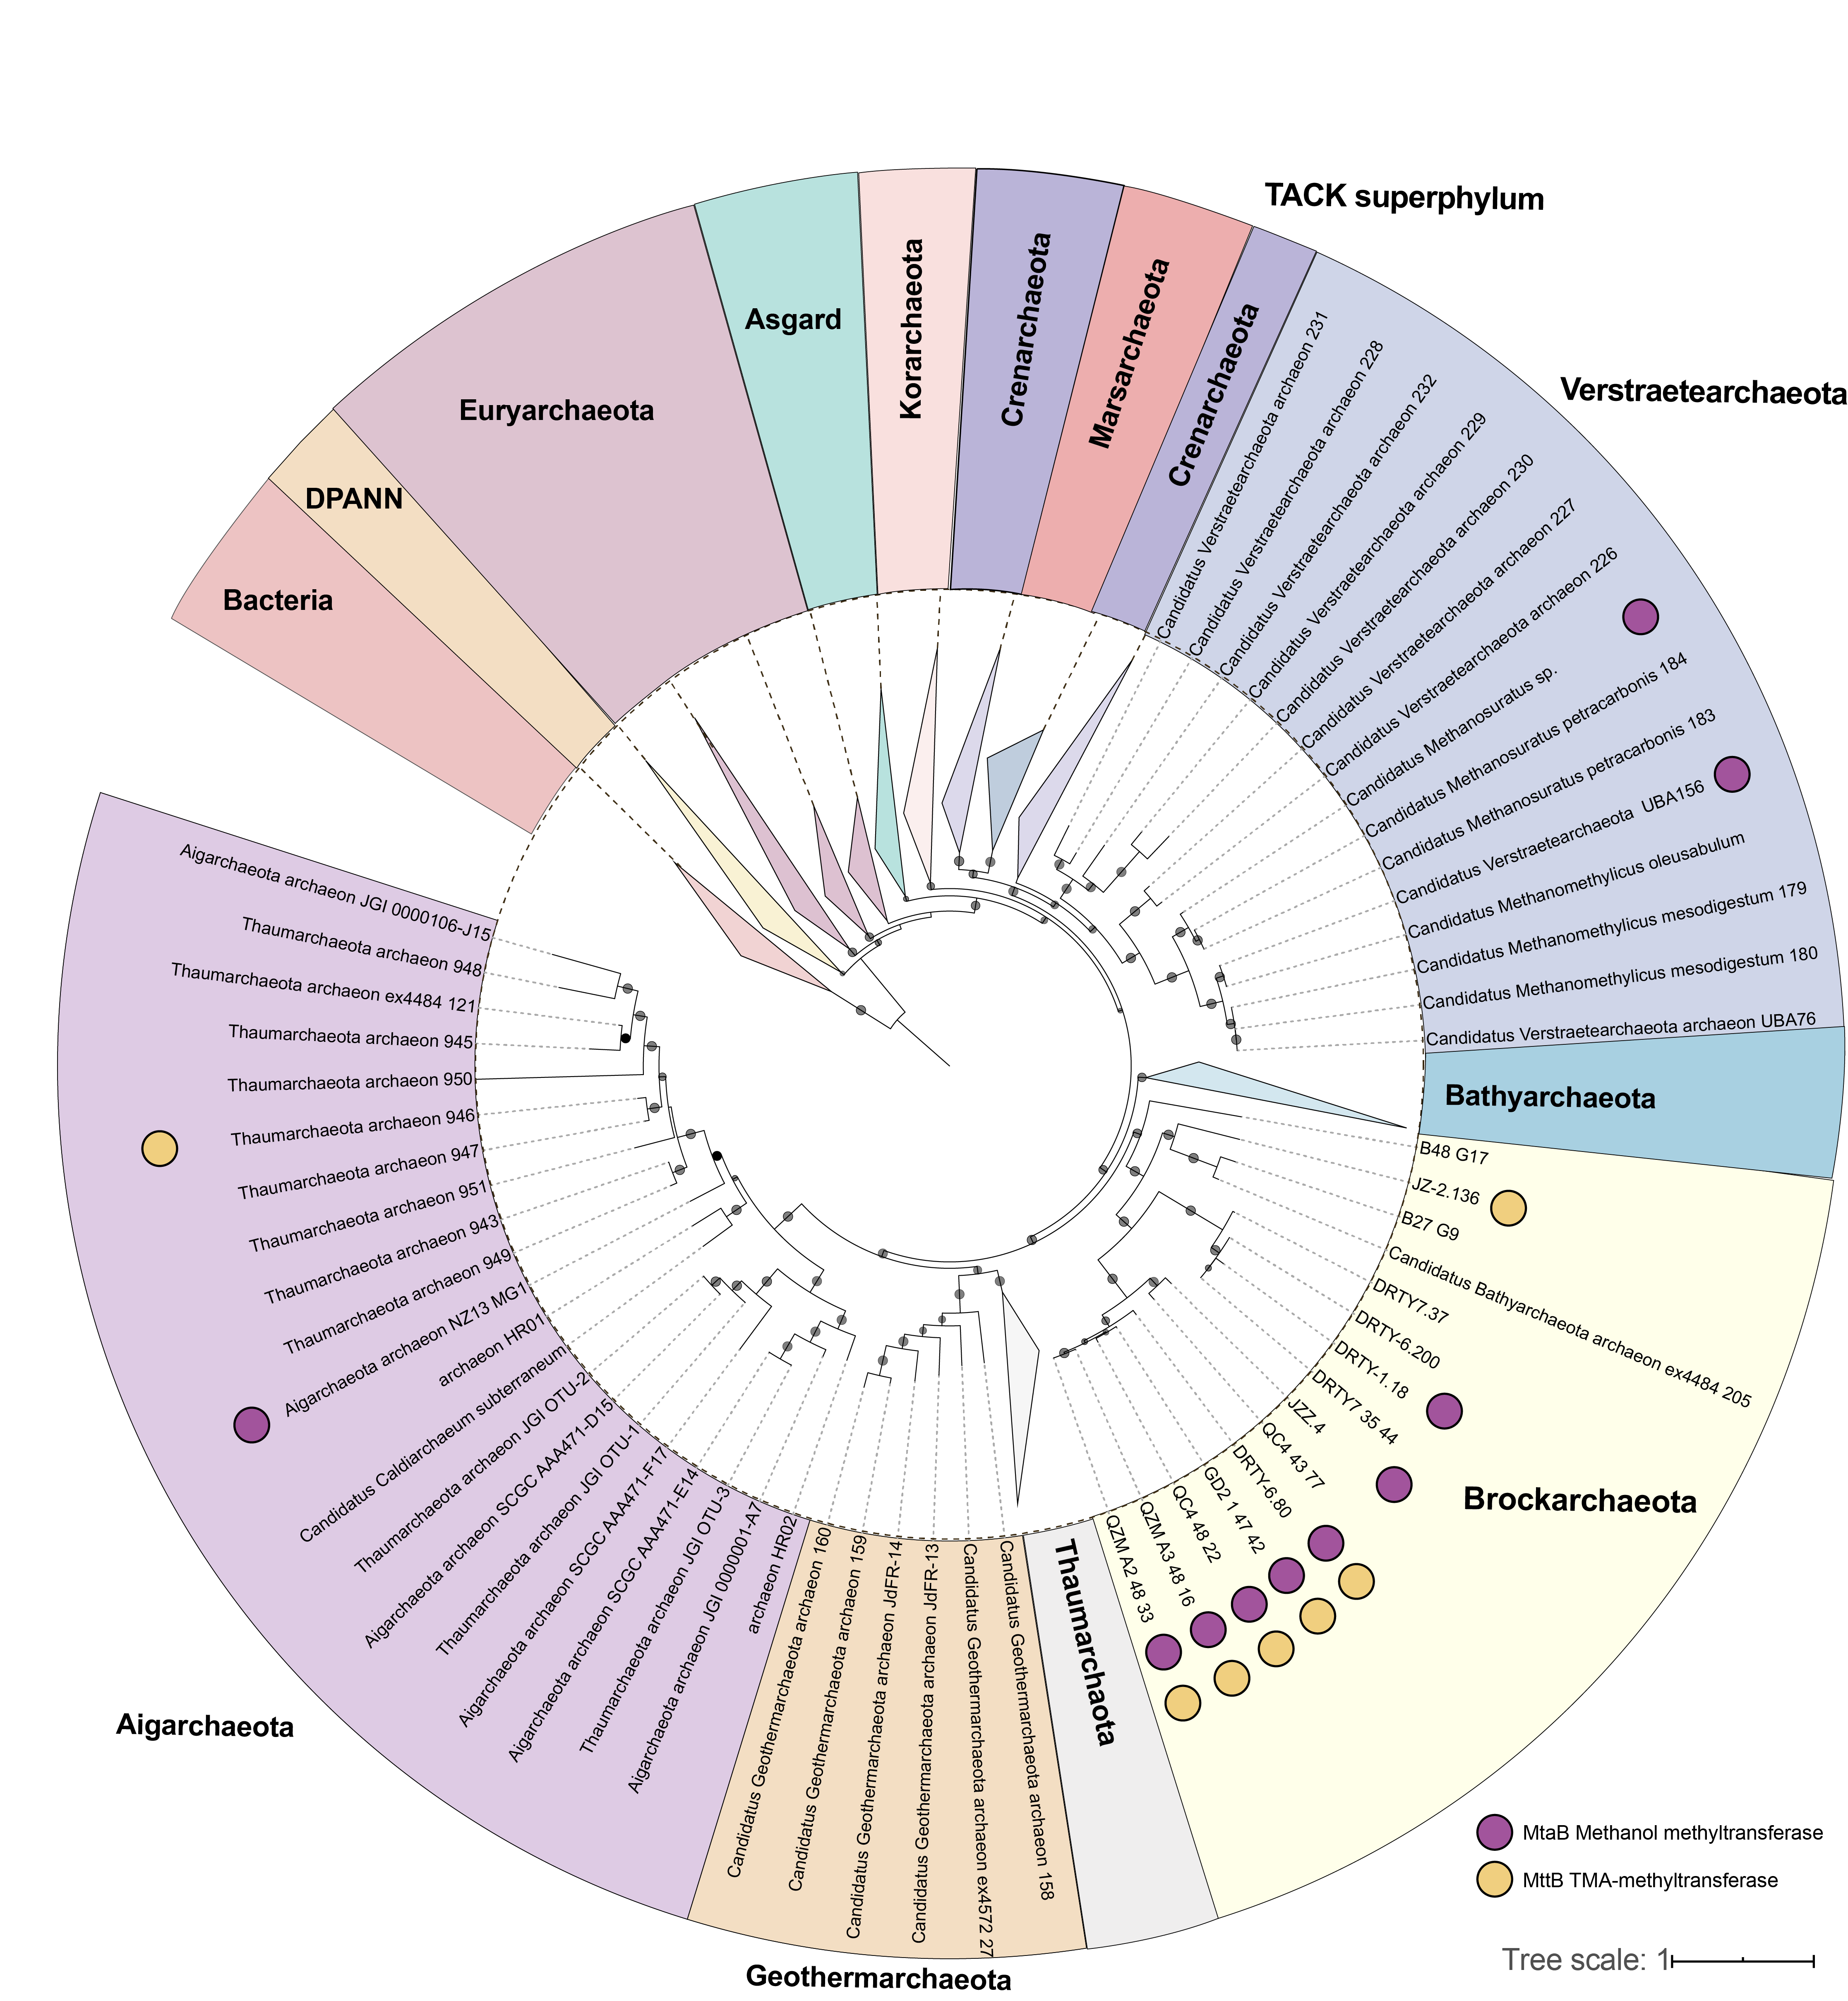 TACK superphylum
Bacteria
DPANN
Euryarchaeota
Asgard
Korarchaeota
Crenarchaeota
Marsarchaeota
Crenarchaeota
Verstraetearchaeota
Candidatus Verstraetearchaeota archaeon 231
Candidatus Verstraetearchaeota archaeon 228
Candidatus Verstraetearchaeota archaeon 232
Candidatus Verstraetearchaeota archaeon 229
Candidatus Verstraetearchaeota archaeon 230
Candidatus Verstraetearchaeota archaeon 227
Candidatus Verstraetearchaeota archaeon 226
Candidatus Methanosuratus sp.
Candidatus Methanosuratus petracarbonis 184
Candidatus Methanosuratus petracarbonis 183
Candidatus Verstraetearchaeota UBA156
Candidatus Methanomethylicus oleusabulum
Candidatus Methanomethylicus mesodigestum 179
Candidatus Methanomethylicus mesodigestum 180
Candidatus Verstraetearchaeota archaeon UBA76
Bathyarchaeota
B48 G17
JZ-2.136
B27 G9
Candidatus Bathyarchaeota archaeon ex4484 205
DRTY7.37
DRTY-6.200
DRTY-1.18
DRTY7 35 44
JZZ.4
QC4 43 77
DRTY-6.80
GD2 1 47 42
QC4 48 22
QZM A3 48 16
QZM A2 48 33
Brockarchaeota
Thaumarchaota
Candidatus Geothermarchaeota archaeon 158
Candidatus Geothermarchaeota archaeon ex4572 27
Candidatus Geothermarchaeota archaeon JdFR-13
Candidatus Geothermarchaeota archaeon JdFR-14
Candidatus Geothermarchaeota archaeon 159
Candidatus Geothermarchaeota archaeon 160
Geothermarchaeota
archaeon HR02
Aigarchaeota archaeon JGI 0000001-A7
Thaumarchaeota archaeon JGI OTU-3
Aigarchaeota archaeon SCGC AAA471-E14
Aigarchaeota archaeon SCGC AAA471-F17
Thaumarchaeota archaeon JGI OTU-1
Aigarchaeota archaeon SCGC AAA471-D15
Thaumarchaeota archaeon JGI OTU-2
Candidatus Caldiarchaeum subterraneum
archaeon HR01
Aigarchaeota archaeon NZ13 MG1
Thaumarchaeota archaeon 949
Thaumarchaeota archaeon 943
Thaumarchaeota archaeon 951
Thaumarchaeota archaeon 947
Thaumarchaeota archaeon 946
Thaumarchaeota archaeon 950
Thaumarchaeota archaeon 945
Thaumarchaeota archaeon ex4484 121
Thaumarchaeota archaeon 948
Aigarchaeota archaeon JGI 0000106-J15
Aigarchaeota
MtaB Methanol methyltransferase
MttB TMA-methyltransferase
Tree scale: 1